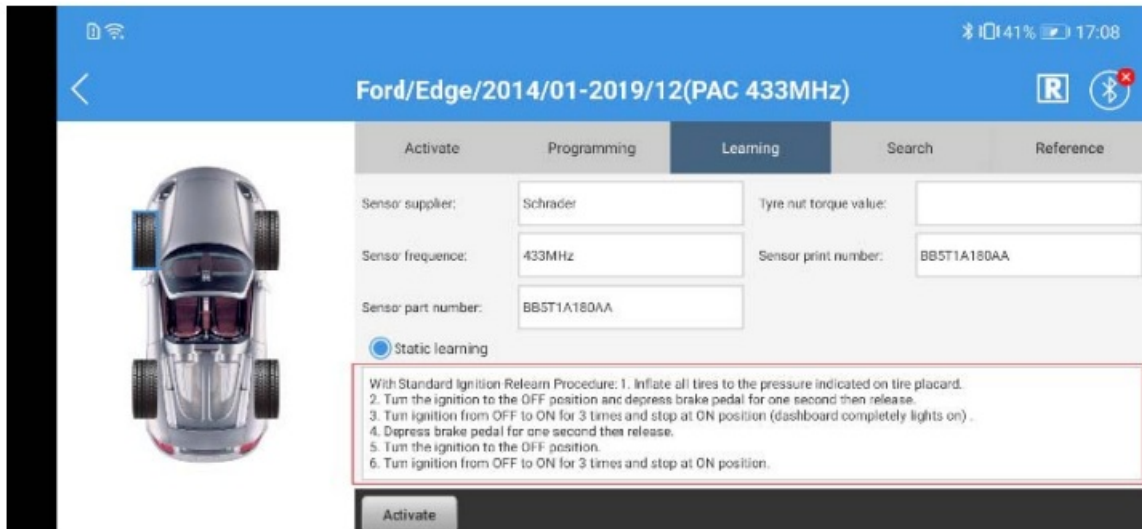 41% 17:08
Ford/Edge/2014/01-2019/12(PAC 433MHz)
R
Activate Programming Learning Search Reference
Sensor supplier: Schrader Tyre nut torque value:
Sensor frequence: 433MHz Sensor print number: BB5T1A180AA
Sensor part number: BB5T1A180AA
Static learning
With Standard Ignition Relearn Procedure: 1. Inflate all tires to the pressure indicated on tire placard.
2. Turn the ignition to the OFF position and depress brake pedal for one second then release.
3. Turn ignition from OFF to ON for 3 times and stop at ON position (dashboard completely lights on) .
4. Depress brake pedal for one second then release.
5. Turn the ignition to the OFF position.
6. Turn ignition from OFF to ON for 3 times and stop at ON position.
Activate